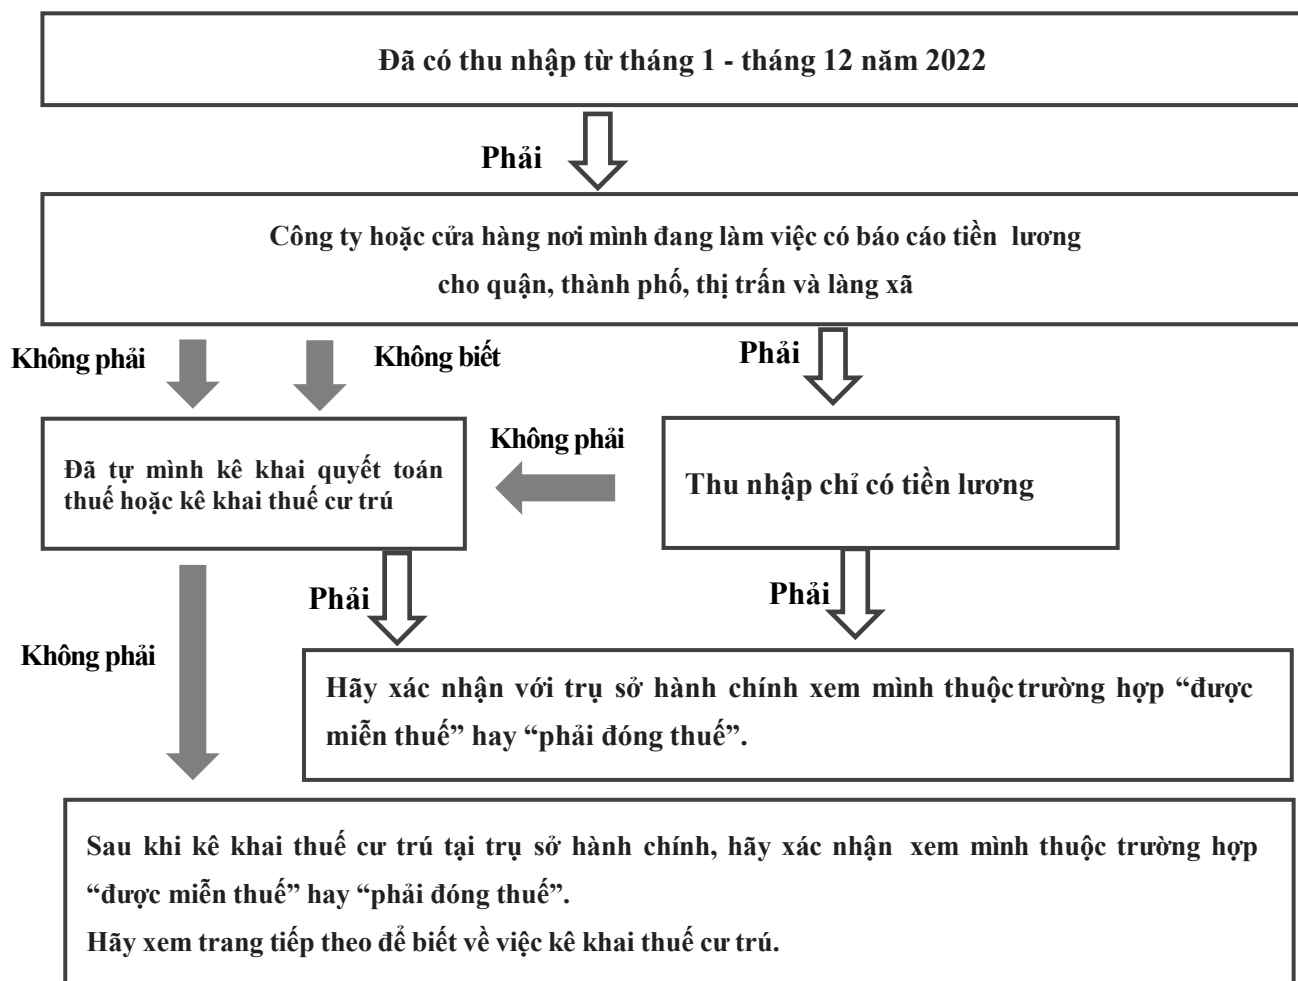 Đã có thu nhập từ tháng 1 - tháng 12 năm 2022
Phải
Công ty hoặc cửa hàng nơi mình đang làm việc có báo cáo tiền lương
cho quận, thành phố, thị trấn và làng xã
Không phải
Không biết
Phải
Đã tự mình kê khai quyết toán
thuế hoặc kê khai thuế cư trú
Không phải
Thu nhập chỉ có tiền lương
Phải
Phải
Không phải
Hãy xác nhận với trụ sở hành chính xem mình thuộc trường hợp “được
miễn thuế” hay “phải đóng thuế”.
Sau khi kê khai thuế cư trú tại trụ sở hành chính, hãy xác nhận xem mình thuộc trường hợp
“được miễn thuế” hay “phải đóng thuế”.
Hãy xem trang tiếp theo để biết về việc kê khai thuế cư trú.